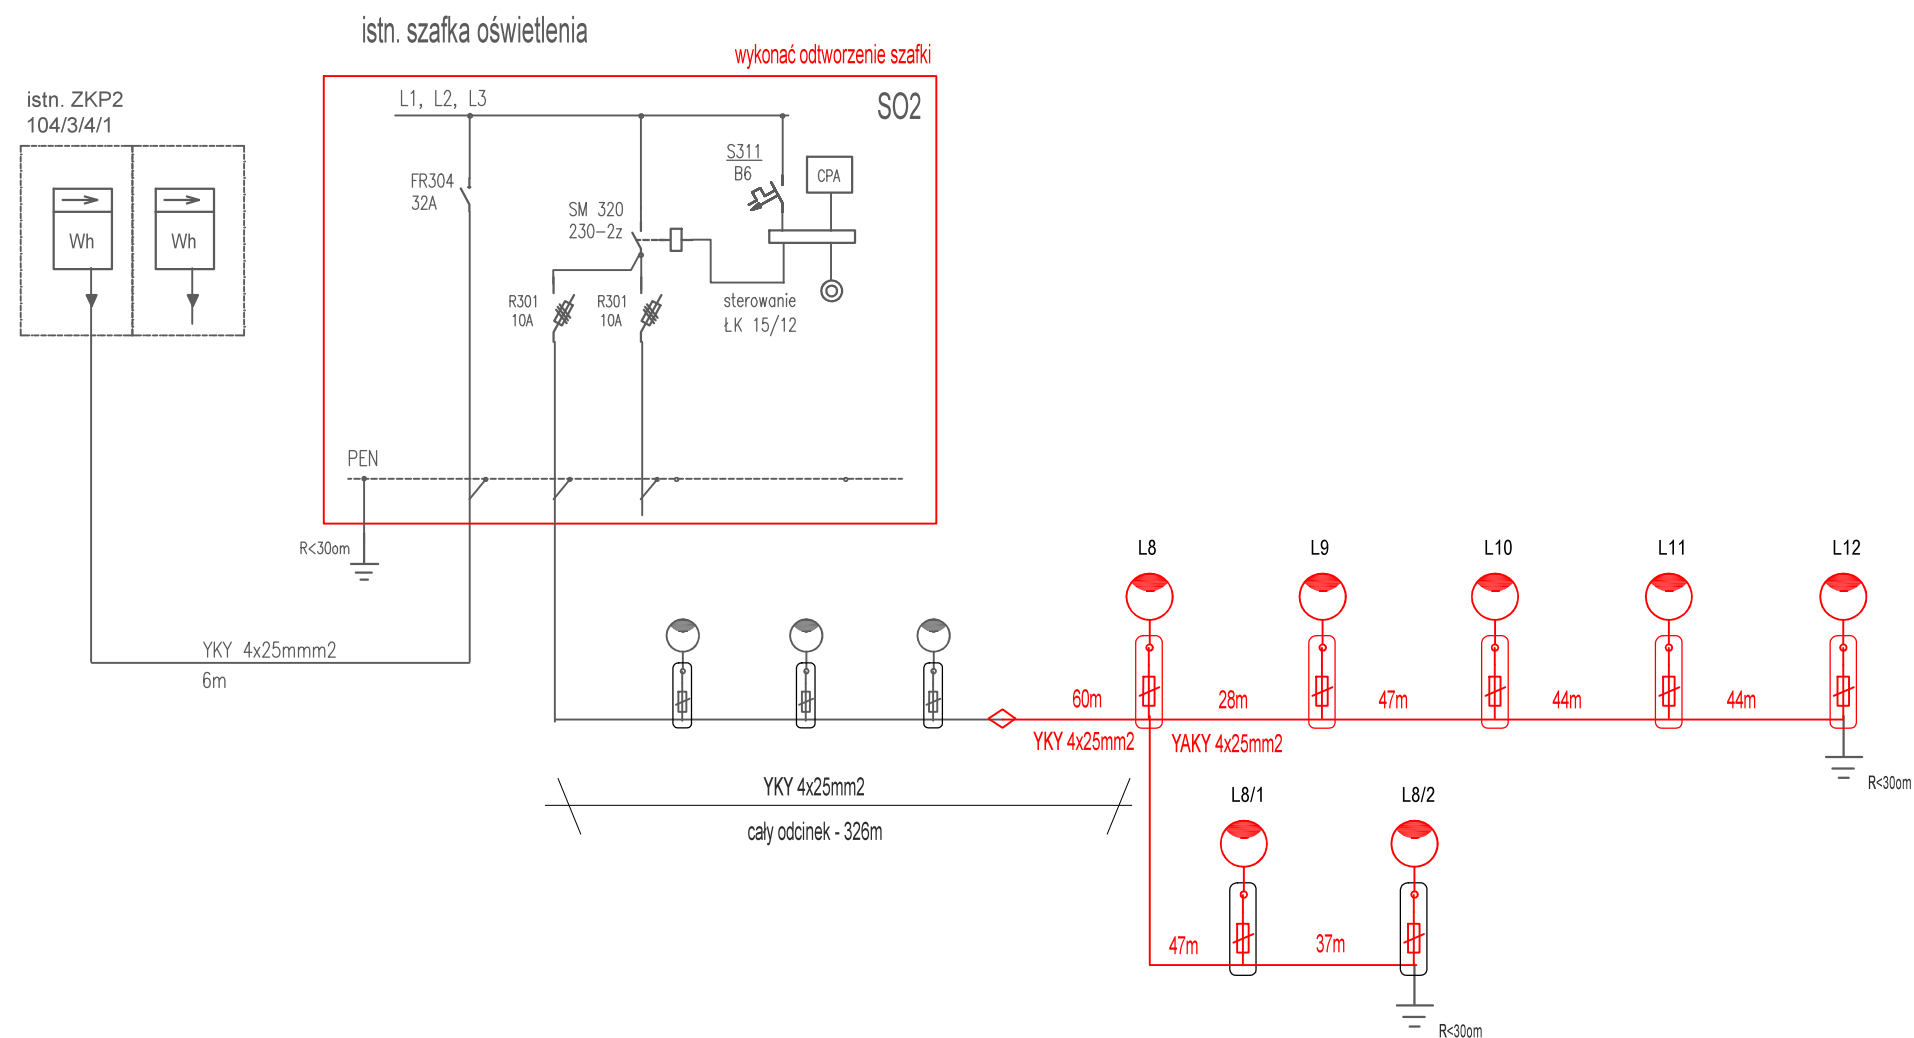 istn. szafka oświetlenia
wykonać odtworzenie szafki
istn. ZKP2
104/3/4/1
Wh
Wh
L1, L2, L3
SO2
FR304
32A
SM 320
230-2z
S311
B6
CPA
R301
10A
R301
10A
sterowanie
ŁK 15/12
PEN
R<30om
YKY 4x25mmm2
6m
L8
L9
L10
L11
L12
60m
28m
47m
44m
44m
YKY 4x25mm2
YAKY 4x25mm2
R<30om
YKY 4x25mm2
cały odcinek - 326m
L8/1
L8/2
47m
37m
R<30om